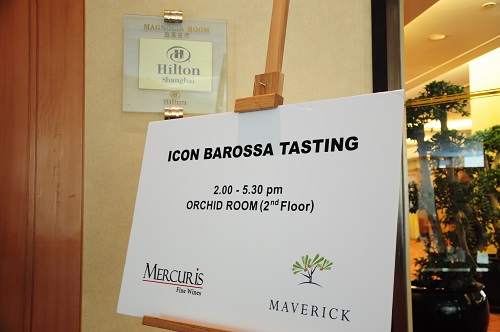 MAGNOLIA ROOM
Hilton
Shanghai
Hilton
ICON BAROSSA TASTING
2.00 - 5.30 pm
ORCHID ROOM (2nd Floor)
MERCURIS
Fine Wines
MAVERICK